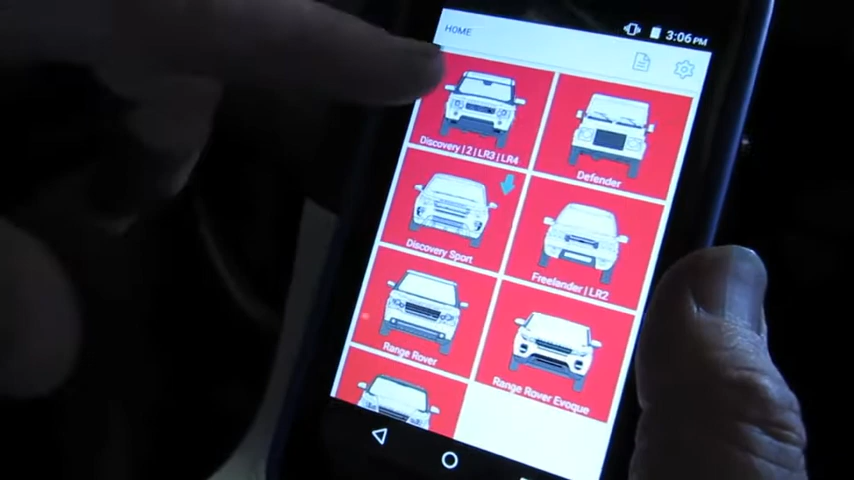 3:06 PM
HOME
Discovery | 2 | LR3 | LR4
Defender
Discovery Sport
Freelander | LR2
Range Rover
Range Rover Evoque